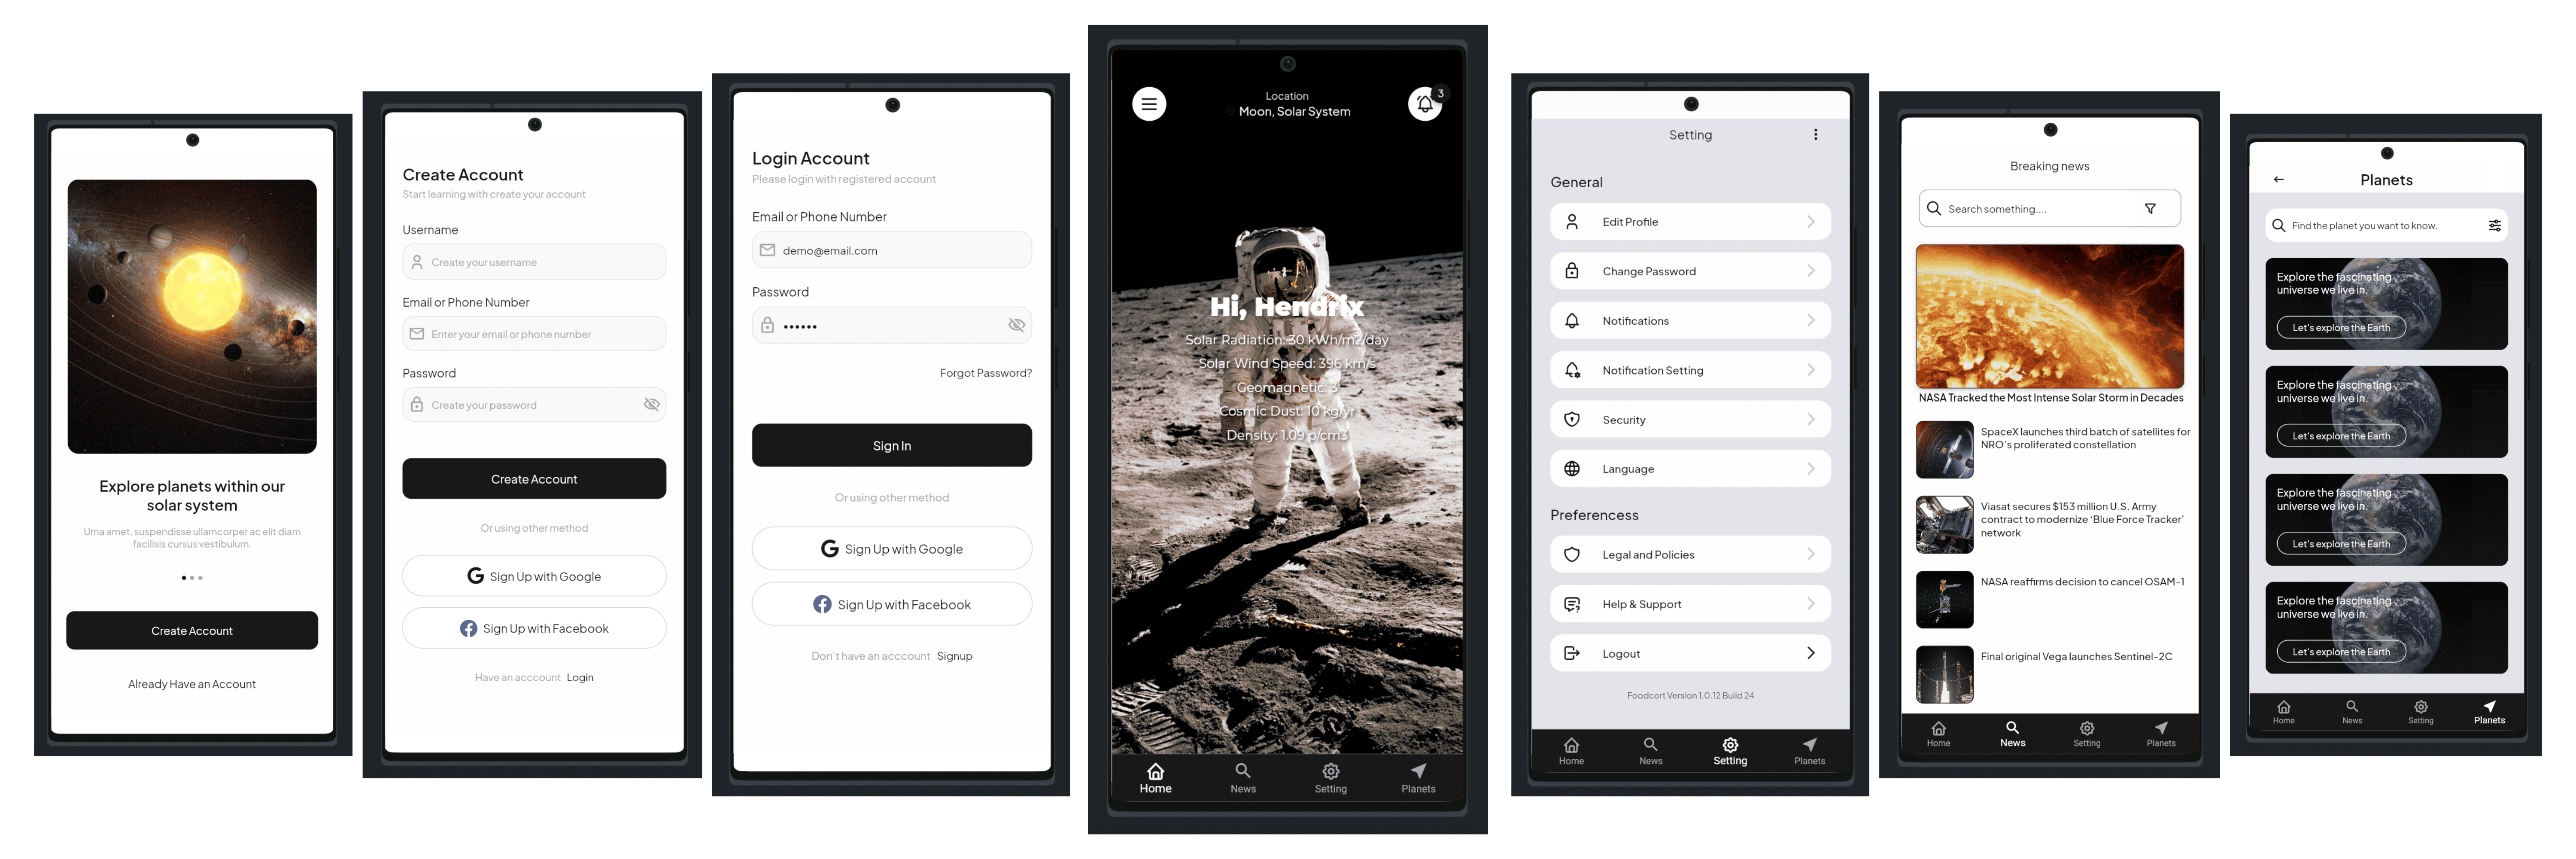 Explore planets within our
solar system
Urna amet, suspendisse ullamcorper ac elit diam
facilisis cursus vestibulum.
Create Account
Already Have an Account
Create Account
Start learning with create your account
Username
Create your username
Email or Phone Number
Enter your email or phone number
Password
Create your password
Create Account
Or using other method
Sign Up with Google
Sign Up with Facebook
Have an acccount Login
Login Account
Please login with registered account
Email or Phone Number
demo@email.com
Password
Forgot Password?
Sign In
Or using other method
Sign Up with Google
Sign Up with Facebook
Don't have an acccount Signup
Location
3
Moon, Solar System
Hi, Hendrix
Solar Radiation: 30 kWh/m2/day
Solar Wind Speed: 396 km/s
Geomagnetic: 3
Cosmic Dust: 10 kg/yr
Density: 1.09 p/cm3
Home News Setting Planets
Setting
General
Edit Profile
Change Password
Notifications
Notification Setting
Security
Language
Preferencess
Legal and Policies
Help & Support
Logout
Foodcort Version 1.0.12 Build 24
Home News Setting Planets
Breaking news
Search something....
NASA Tracked the Most Intense Solar Storm in Decades
SpaceX launches third batch of satellites for
NRO's proliferated constellation
Viasat secures $153 million U.S. Army
contract to modernize 'Blue Force Tracker'
network
NASA reaffirms decision to cancel OSAM-1
Final original Vega launches Sentinel-2C
Home News Setting Planets
Planets
Find the planet you want to know.
Explore the fascinating
universe we live in.
Let's explore the Earth
Explore the fascinating
universe we live in.
Let's explore the Earth
Explore the fascinating
universe we live in.
Let's explore the Earth
Explore the fascinating
universe we live in.
Let's explore the Earth
Home News Setting Planets